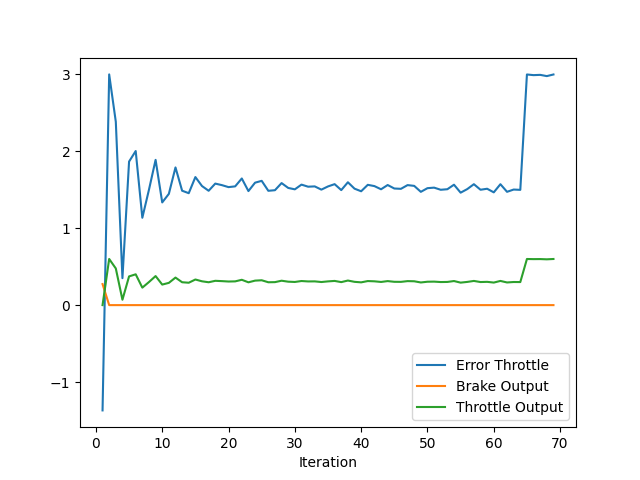 3
2
1
0
−1
0 10 20 30 40 50 60 70
Iteration
Error Throttle
Brake Output
Throttle Output